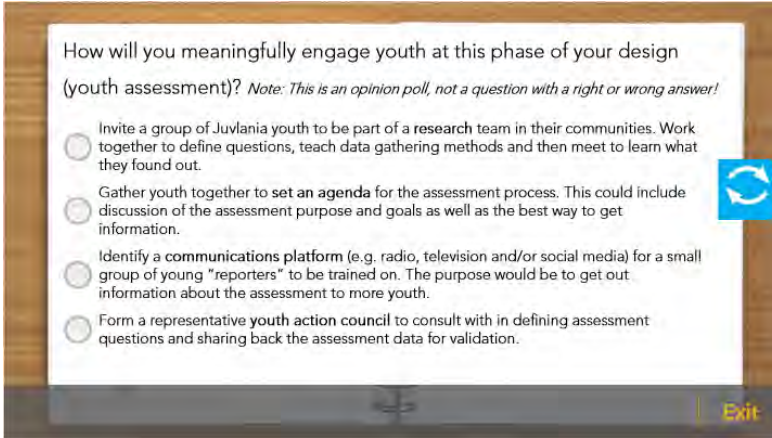 How will you meaningfully engage youth at this phase of your design
(youth assessment)? Note: This is an opinion poll, not a question with a right or wrong answer!
Invite a group of Juvlania youth to be part of a research team in their communities. Work
together to define questions, teach data gathering methods and then meet to learn what
they found out.
Gather youth together to set an agenda for the assessment process. This could include
discussion of the assessment purpose and goals as well as the best way to get
information.
Identify a communications platform (e.g. radio, television and/or social media) for a small
group of young "reporters" to be trained on. The purpose would be to get out
information about the assessment to more youth.
Form a representative youth action council to consult with in defining assessment
questions and sharing back the assessment data for validation.
Exit